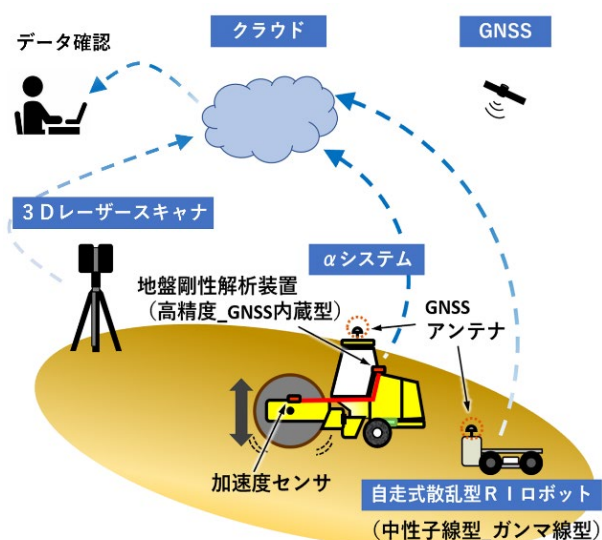 データ確認
クラウド
GNSS
3Dレーザースキャナ
αシステム
地盤剛性解析装置
（高精度_GNSS内蔵型）
GNSS
アンテナ
加速度センサ
自走式散乱型RIロボット
（中性子線型_ガンマ線型）